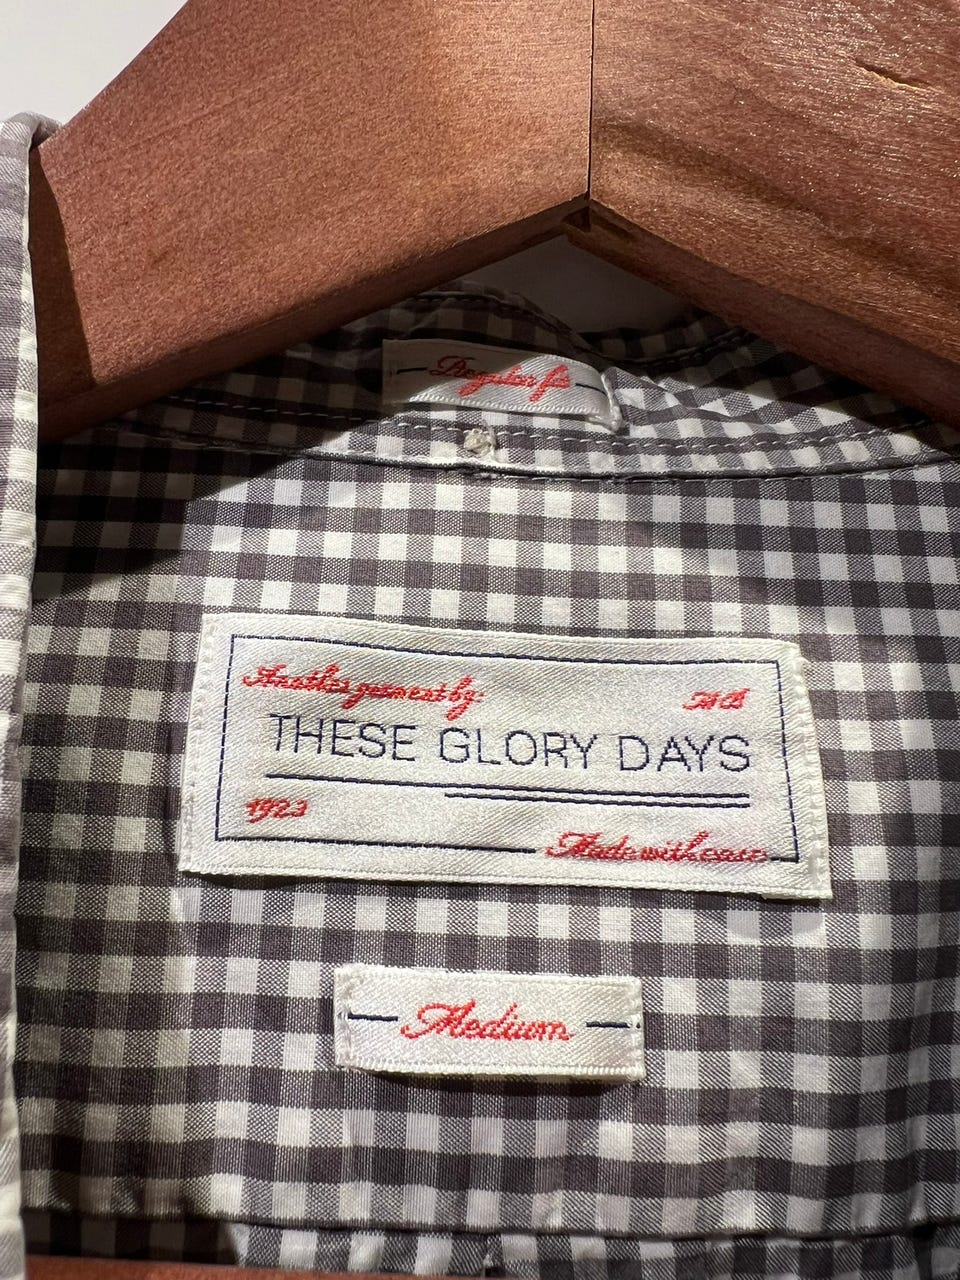 Regular fit
Another garment by:
THESE GLORY DAYS
1923
Made with care
Medium